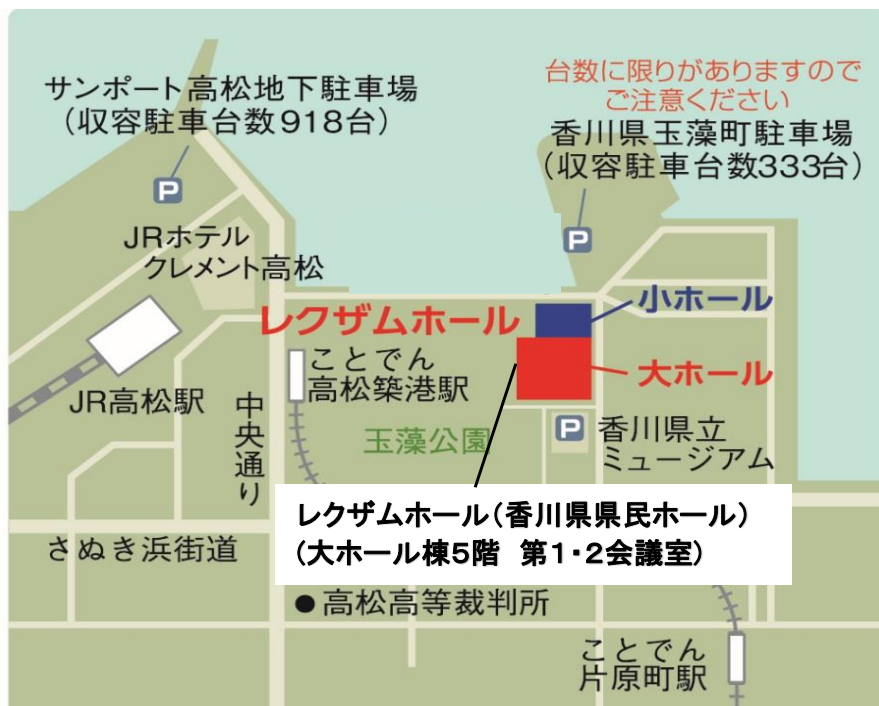 サンポート高松地下駐車場
(収容駐車台数918台)
台数に限りがありますので
ご注意ください
香川県玉藻町駐車場
(収容駐車台数333台)
P
P
JRホテル
クレメント高松
レクザムホール
小ホール
大ホール
ことでん
高松築港駅
JR高松駅
中央通り
玉藻公園
P
香川県立
ミュージアム
レクザムホール(香川県県民ホール)
(大ホール棟5階 第1・2会議室)
さぬき浜街道
●高松高等裁判所
ことでん
片原町駅